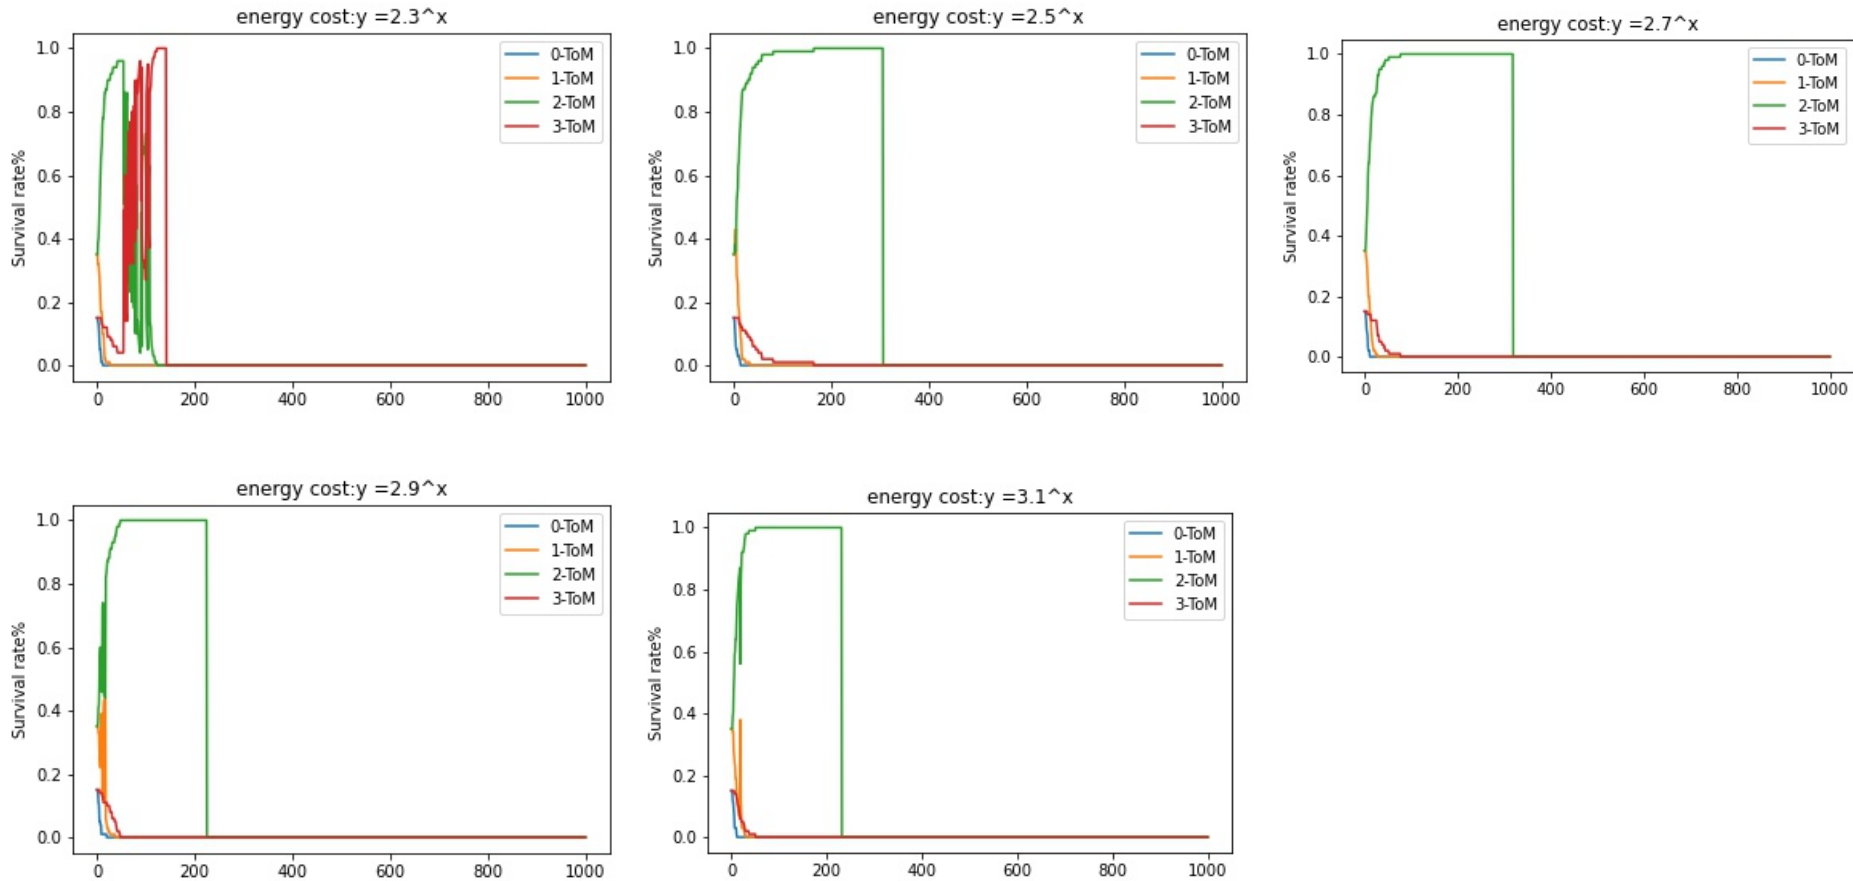 energy cost:y =2.3^x
Survival rate%
1.0
0.8
0.6
0.4
0.2
0.0
0 200 400 600 800 1000
0-ToM
1-ToM
2-ToM
3-ToM
energy cost:y =2.5^x
Survival rate%
1.0
0.8
0.6
0.4
0.2
0.0
0 200 400 600 800 1000
0-ToM
1-ToM
2-ToM
3-ToM
energy cost:y =2.7^x
Survival rate%
1.0
0.8
0.6
0.4
0.2
0.0
0 200 400 600 800 1000
0-ToM
1-ToM
2-ToM
3-ToM
energy cost:y =2.9^x
Survival rate%
1.0
0.8
0.6
0.4
0.2
0.0
0 200 400 600 800 1000
0-ToM
1-ToM
2-ToM
3-ToM
energy cost:y =3.1^x
Survival rate%
1.0
0.8
0.6
0.4
0.2
0.0
0 200 400 600 800 1000
0-ToM
1-ToM
2-ToM
3-ToM